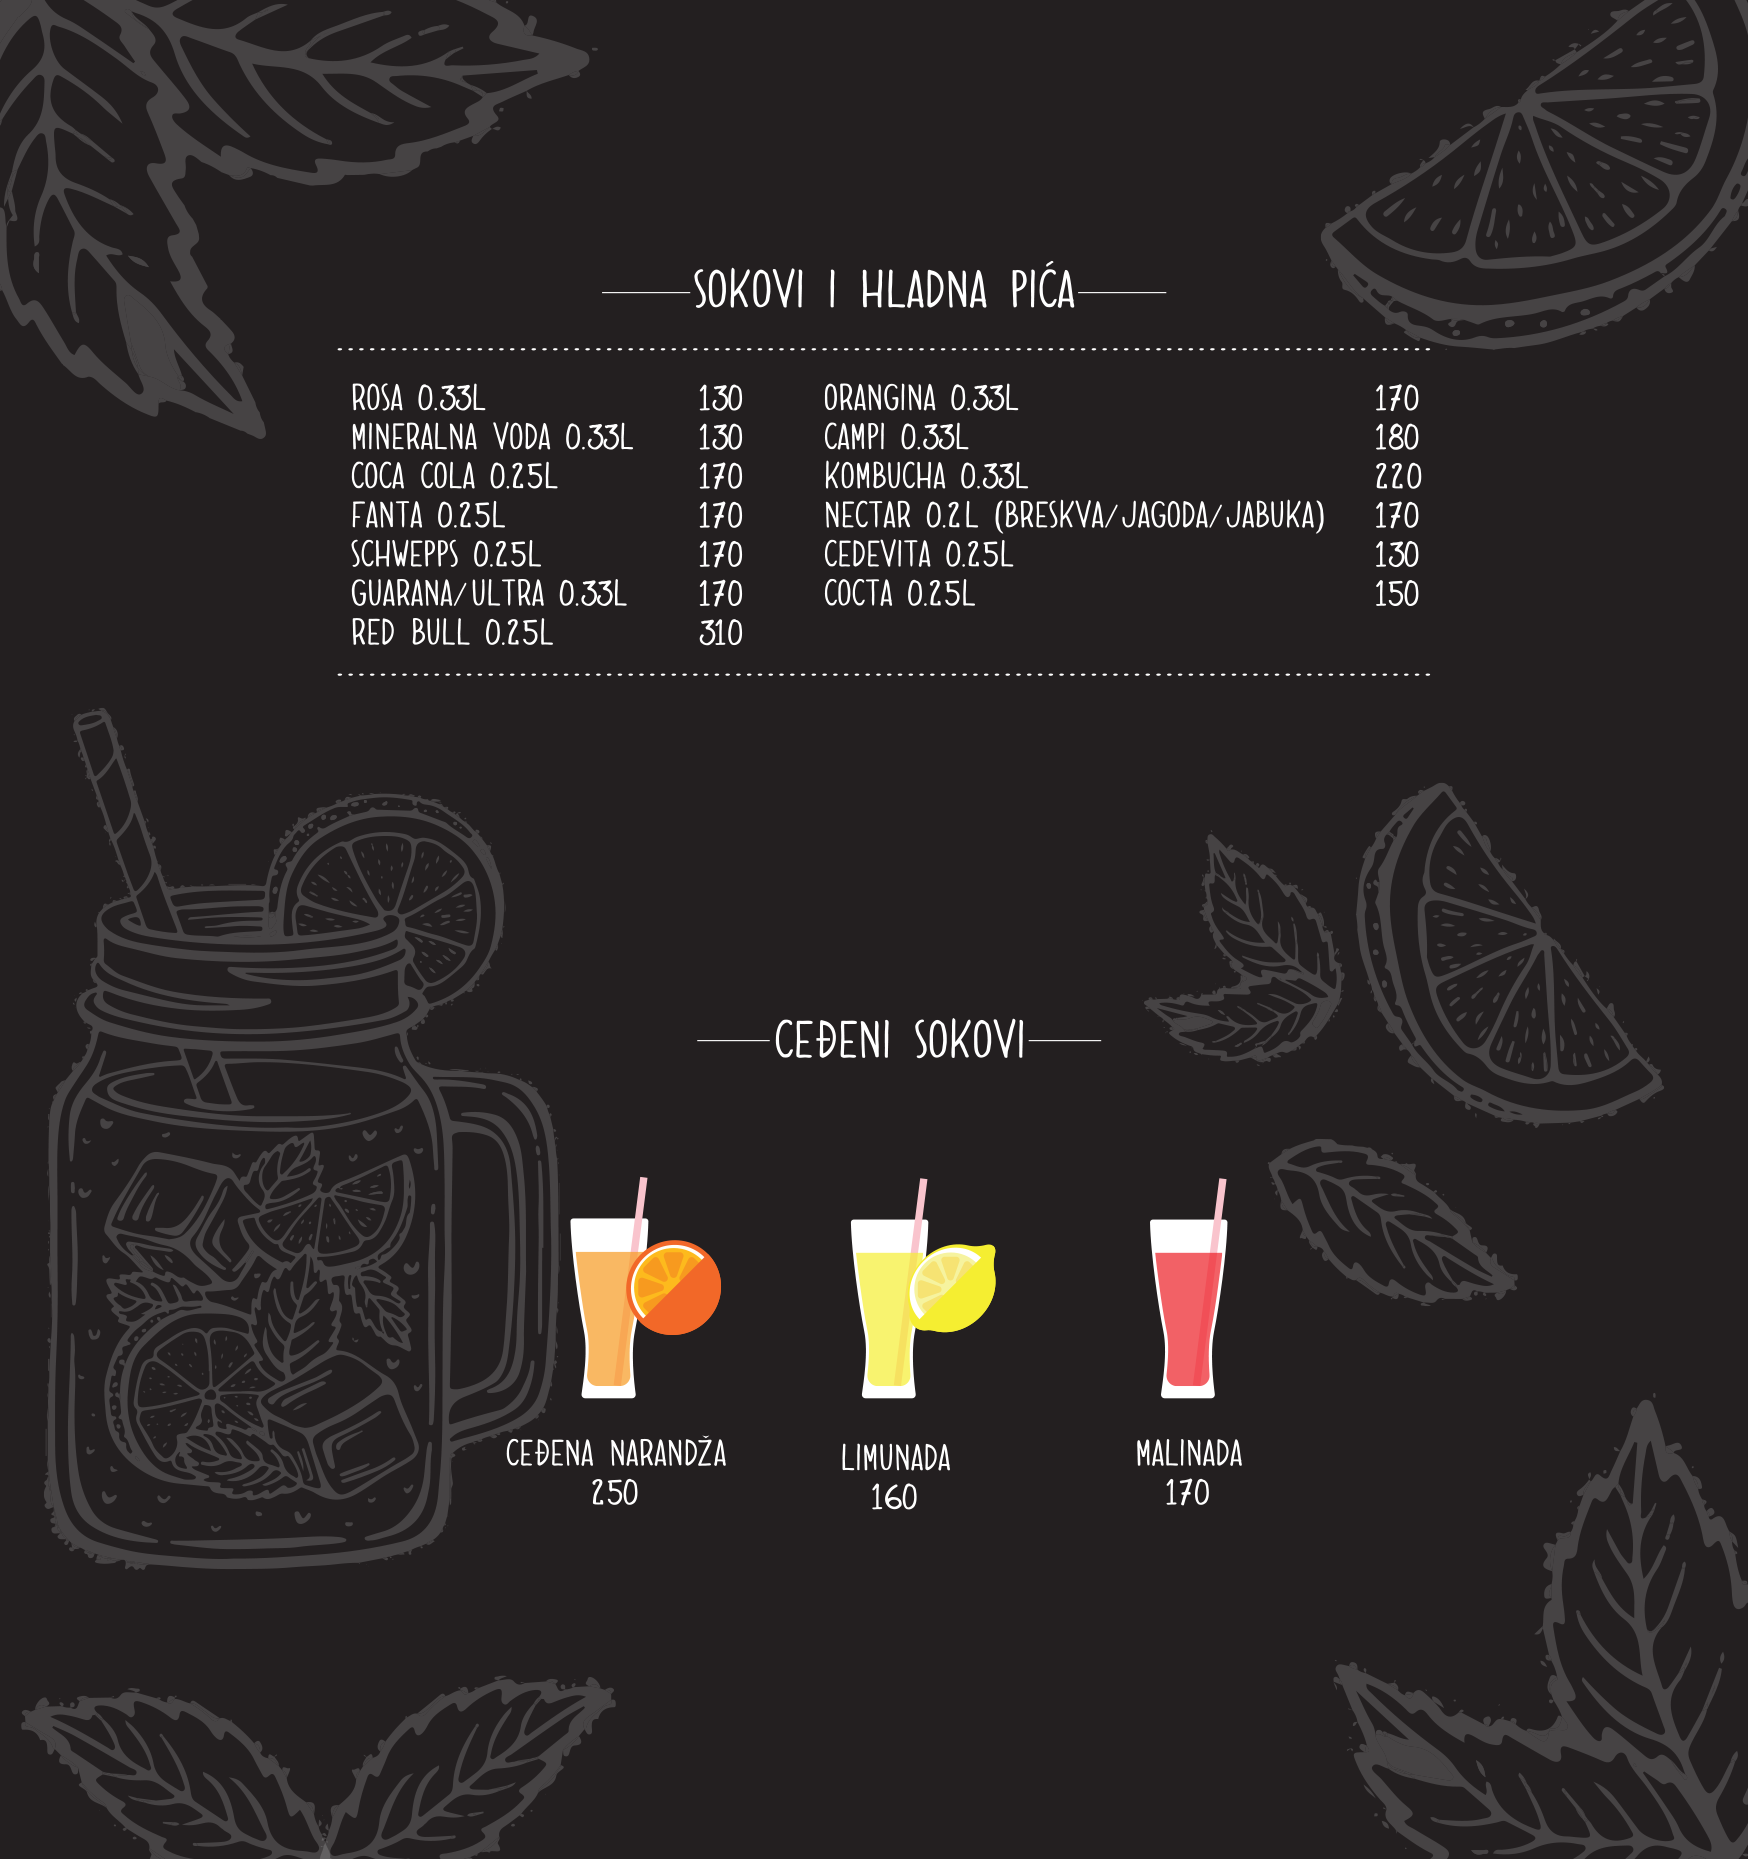 SOKOVI I HLADNA PIĆA
ROSA 0.33L 130
MINERALNA VODA 0.33L 130
COCA COLA 0.25L 170
FANTA 0.25L 170
SCHWEPPS 0.25L 170
GUARANA/ULTRA 0.33L 170
RED BULL 0.25L 310
ORANGINA 0.33L 170
CAMPI 0.33L 180
KOMBUCHA 0.33L 220
NECTAR 0.2L (BRESKVA/JAGODA/JABUKA) 170
CEDEVITA 0.25L 130
COCTA 0.25L 150
CEĐENI SOKOVI
CEĐENA NARANDŽA
250
LIMUNADA
160
MALINADA
170